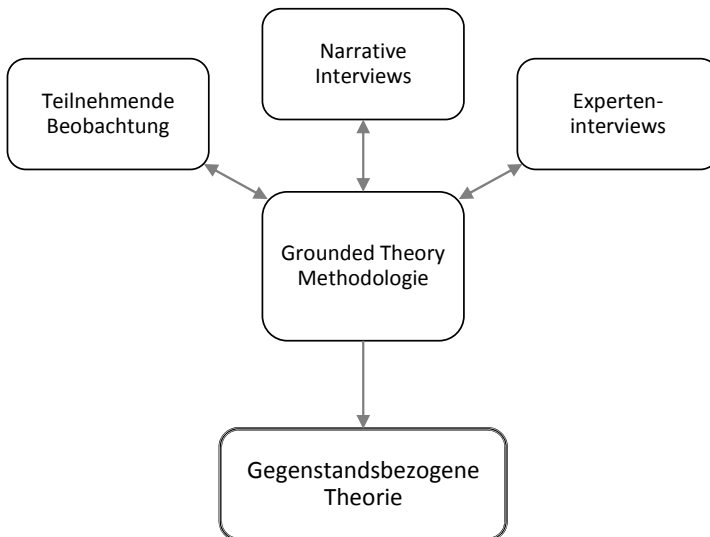 Teilnehmende
Beobachtung
Narrative
Interviews
Experten-
interviews
Grounded Theory
Methodologie
Gegenstandsbezogene
Theorie